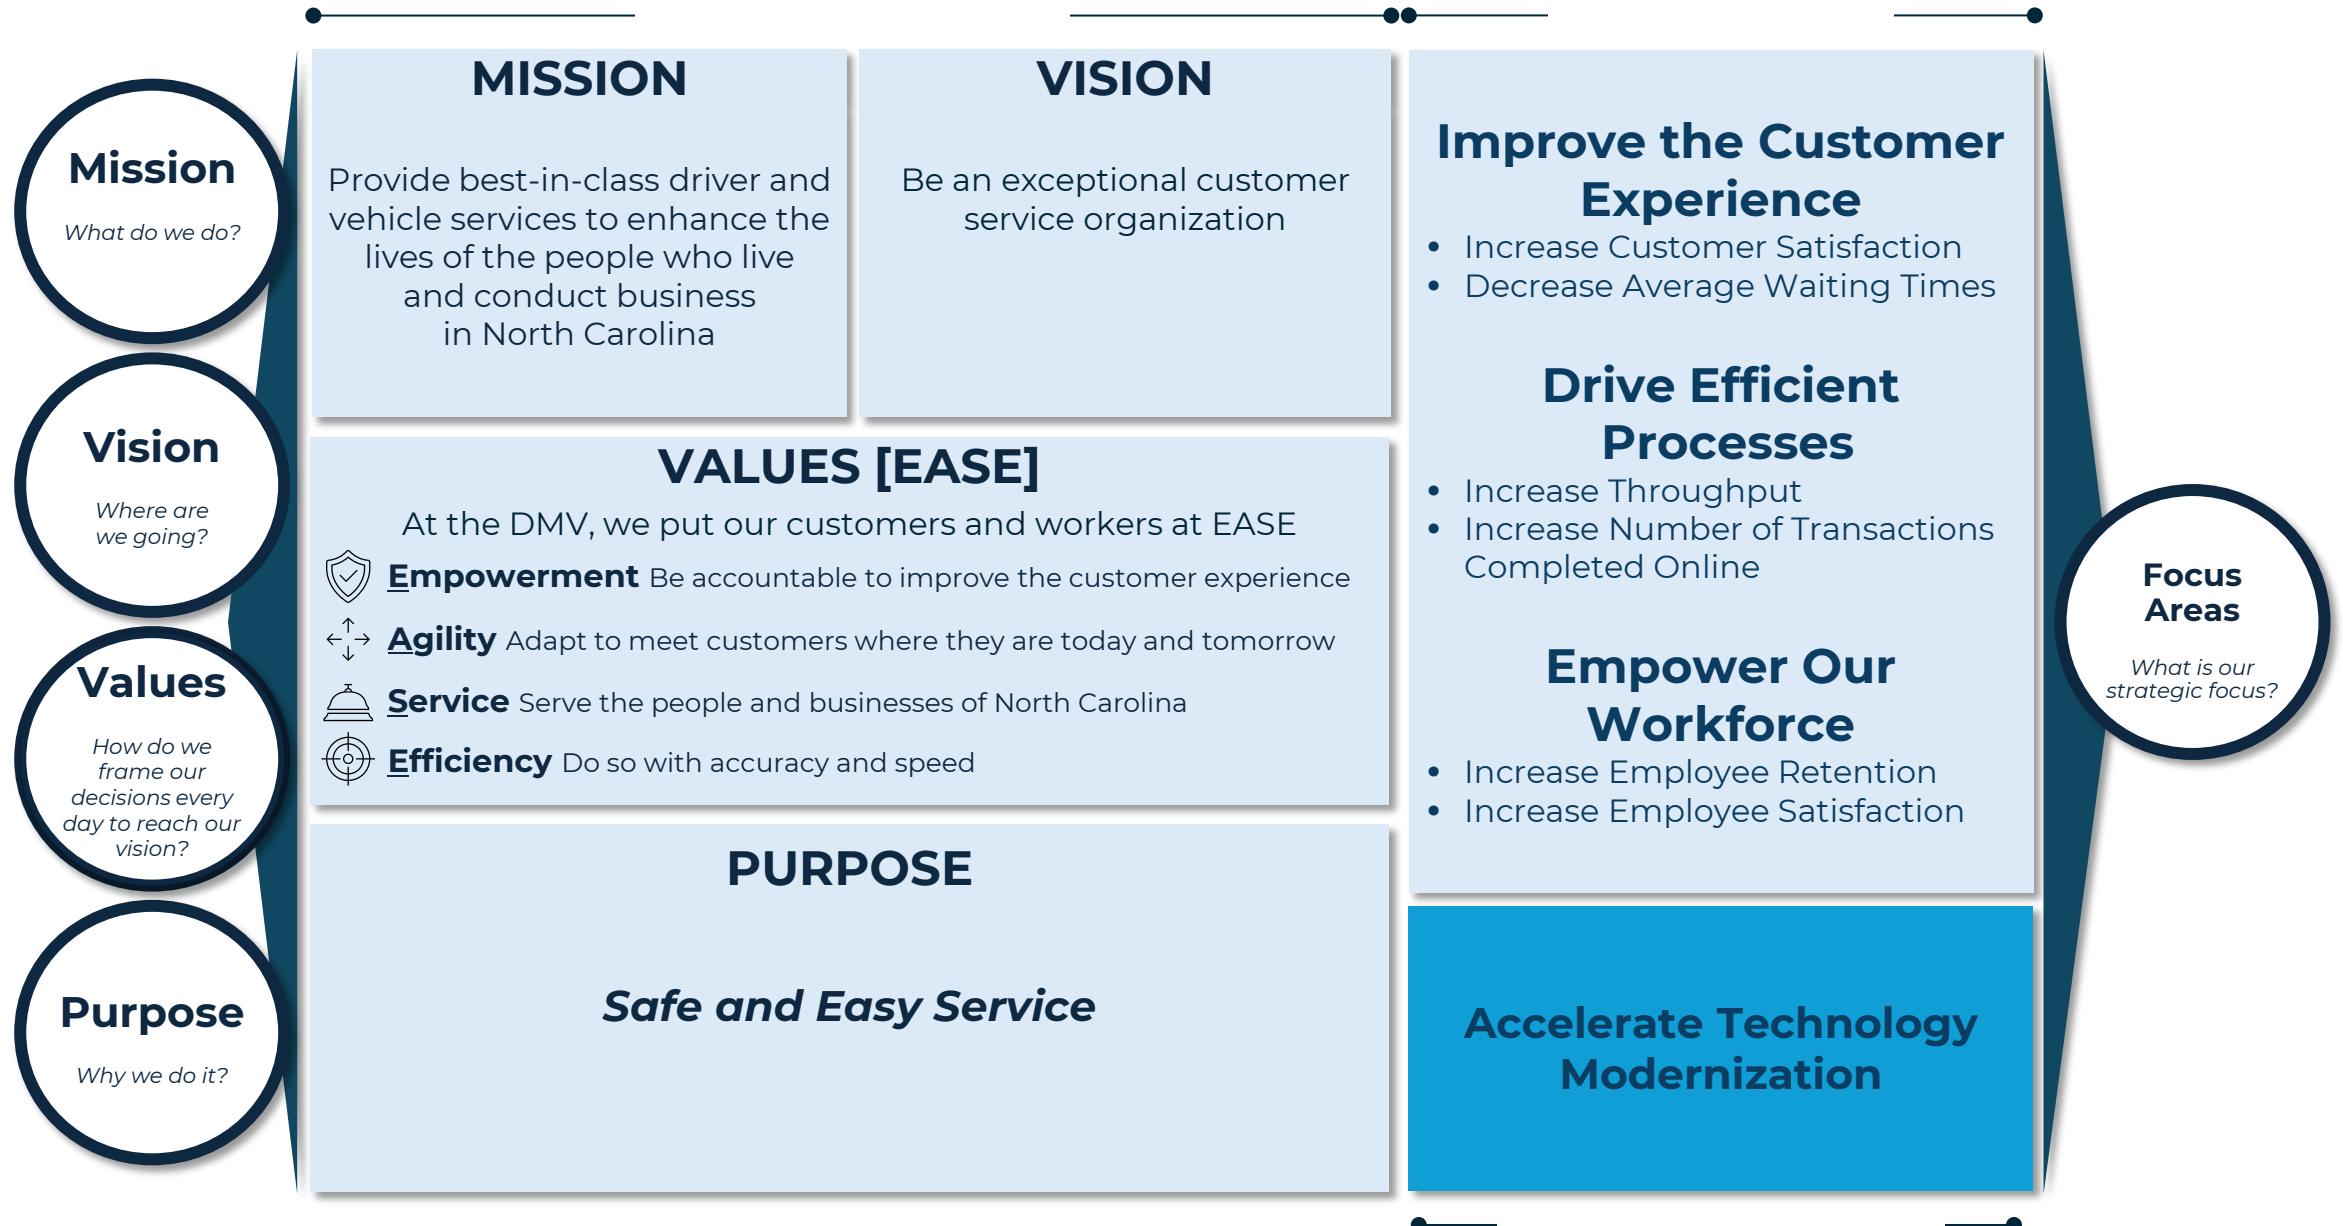 Mission
What do we do?
Vision
Where are
we going?
Values
How do we
frame our
decisions every
day to reach our
vision?
Purpose
Why we do it?
MISSION
Provide best-in-class driver and
vehicle services to enhance the
lives of the people who live
and conduct business
in North Carolina
VISION
Be an exceptional customer
service organization
VALUES [EASE]
At the DMV, we put our customers and workers at EASE
Empowerment Be accountable to improve the customer experience
Agility Adapt to meet customers where they are today and tomorrow
Service Serve the people and businesses of North Carolina
Efficiency Do so with accuracy and speed
PURPOSE
Safe and Easy Service
Improve the Customer
Experience
• Increase Customer Satisfaction
• Decrease Average Waiting Times
Drive Efficient
Processes
• Increase Throughput
• Increase Number of Transactions
Completed Online
Empower Our
Workforce
• Increase Employee Retention
• Increase Employee Satisfaction
Accelerate Technology
Modernization
Focus
Areas
What is our
strategic focus?